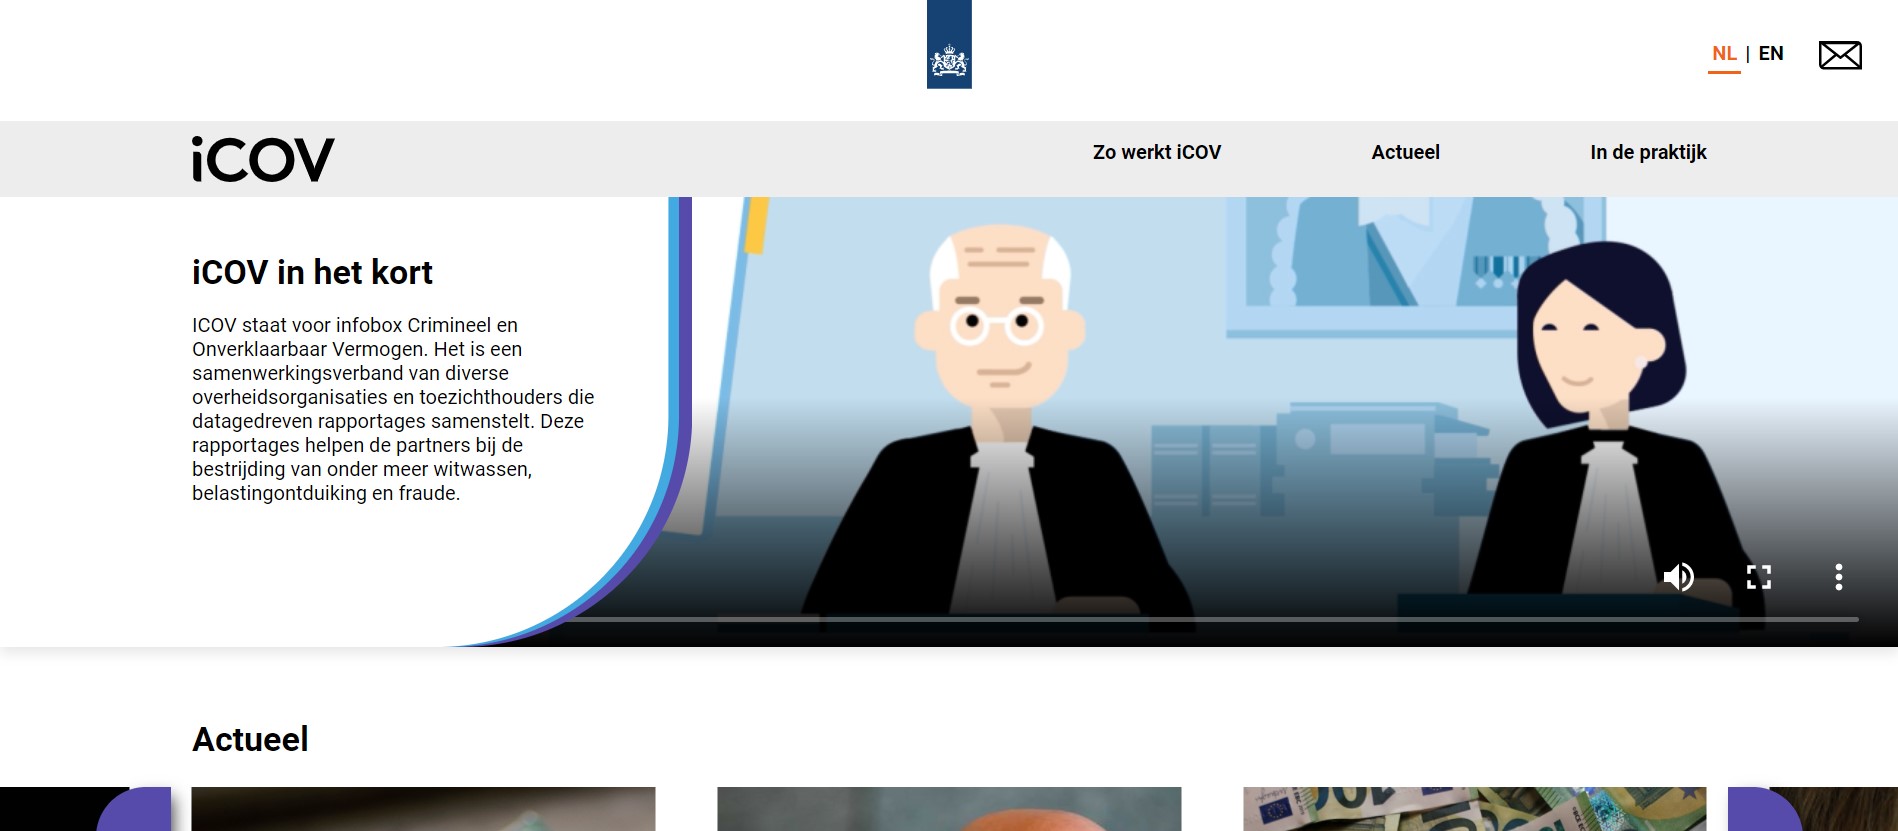 NL | EN
iCOV
Zo werkt iCOV
Actueel
In de praktijk
iCOV in het kort
ICOV staat voor infobox Crimineel en
Onverklaarbaar Vermogen. Het is een
samenwerkingsverband van diverse
overheidsorganisaties en toezichthouders die
datagedreven rapportages samenstelt. Deze
rapportages helpen de partners bij de
bestrijding van onder meer witwassen,
belastingontduiking en fraude.
Actueel